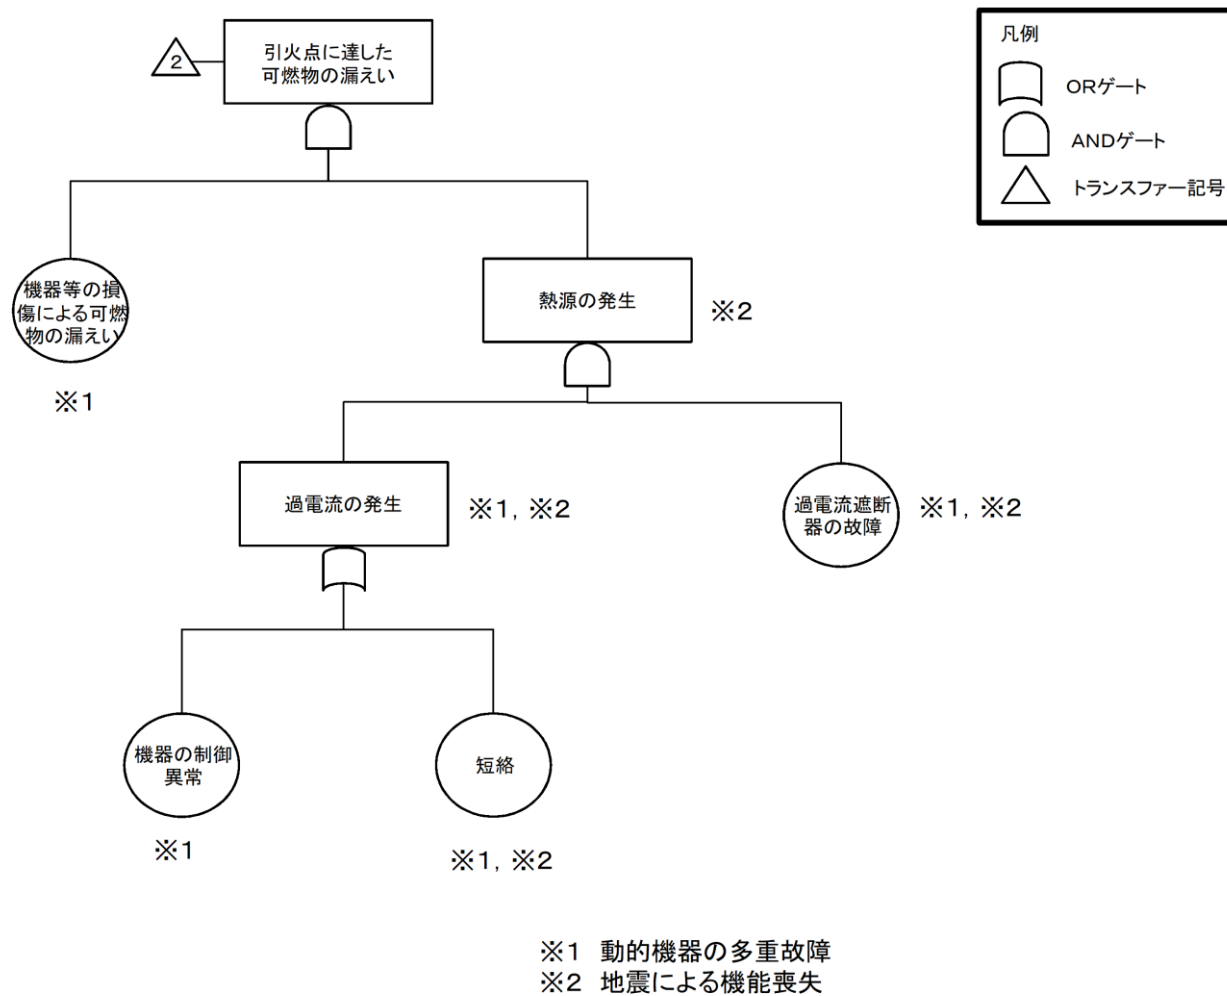 2
引火点に達した
可燃物の漏えい
凡例
ORゲート
ANDゲート
トランスファー記号
機器等の損
傷による可燃
物の漏えい
※1
熱源の発生
※2
過電流の発生
※1，※2
過電流遮断
器の故障
※1，※2
機器の制御
異常
※1
短絡
※1，※2
※1 動的機器の多重故障
※2 地震による機能喪失